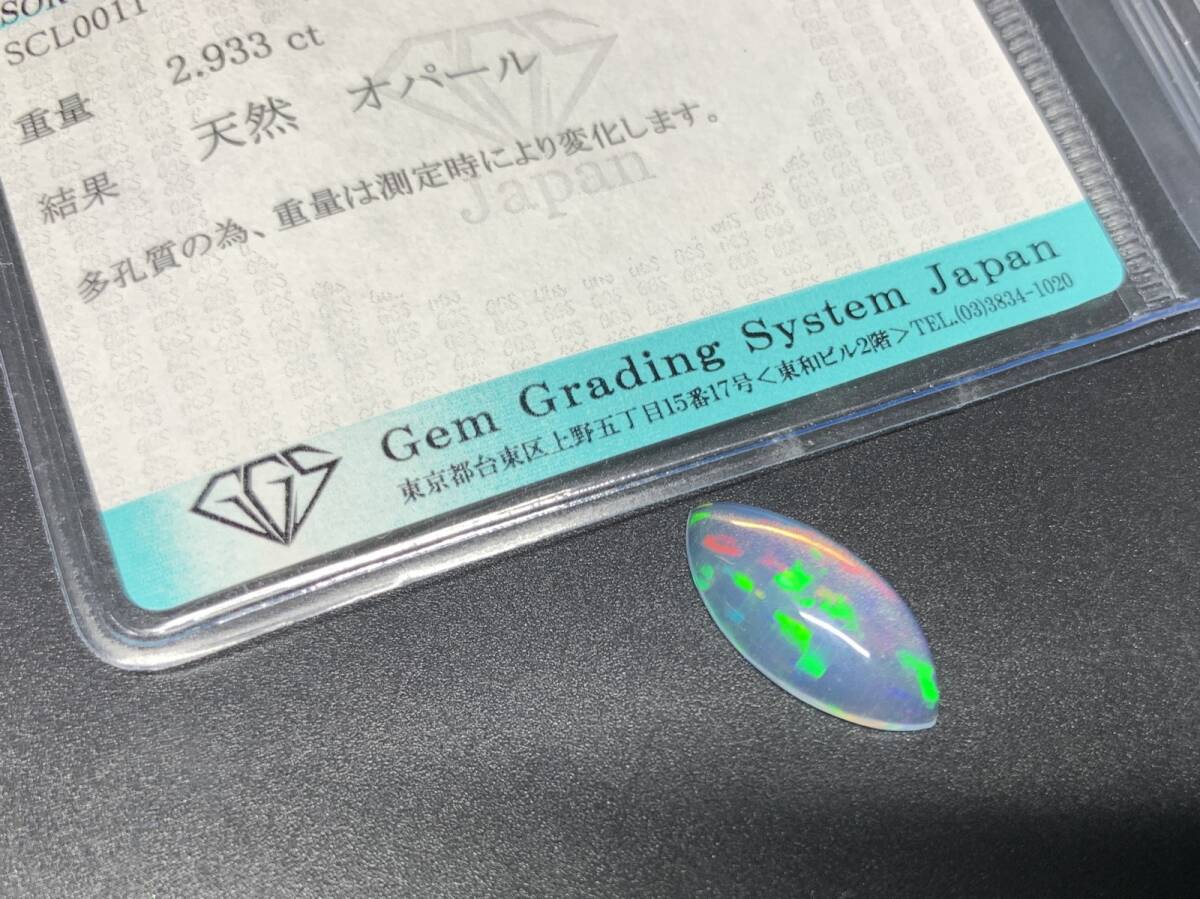 SCL0011
重量 2.933 ct
結果 天然 オパール
多孔質の為、重量は測定時により変化します。
GGS
Japan
GGS
Gem Grading System Japan
東京都台東区上野五丁目15番17号<東和ビル2階>TEL.(03)3834-1020